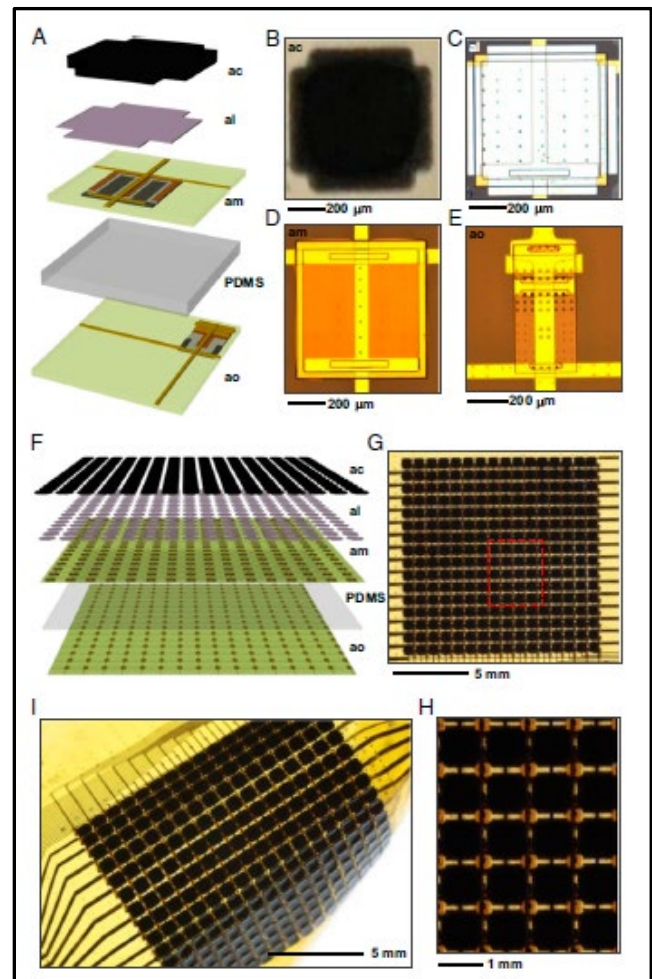 A
ac
al
am
PDMS
ao
B
ac
200 μm
C
al
200 μm
D
am
200 μm
E
ao
200 μm
F
ac
al
am
PDMS
ao
G
5 mm
I
5 mm
H
1 mm